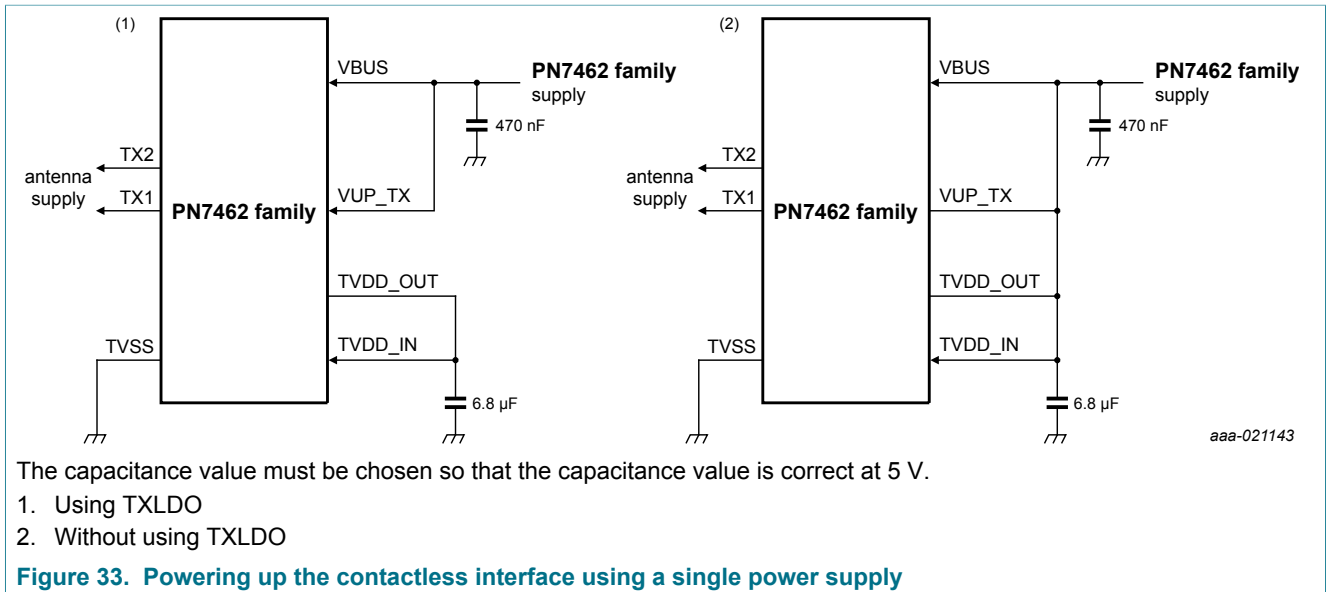 (1)
VBUS
PN7462 family
supply
470 nF
TX2
antenna
supply
TX1
PN7462 family
VUP_TX
TVDD_OUT
TVSS
TVDD_IN
6.8 µF
(2)
VBUS
PN7462 family
supply
470 nF
TX2
antenna
supply
TX1
PN7462 family
VUP_TX
TVDD_OUT
TVSS
TVDD_IN
6.8 µF
aaa-021143
The capacitance value must be chosen so that the capacitance value is correct at 5 V.
1. Using TXLDO
2. Without using TXLDO
Figure 33. Powering up the contactless interface using a single power supply